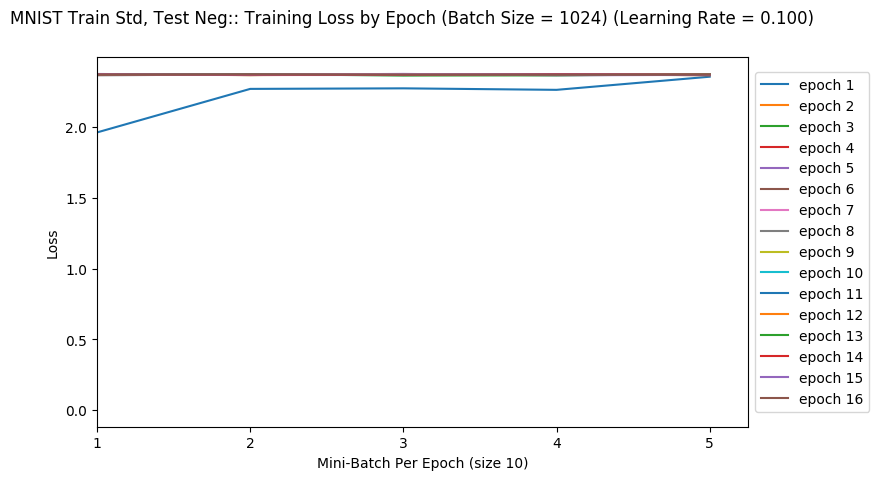 MNIST Train Std, Test Neg:: Training Loss by Epoch (Batch Size = 1024) (Learning Rate = 0.100)
2.0
1.5
1.0
0.5
0.0
Loss
1
2
3
4
5
Mini-Batch Per Epoch (size 10)
epoch 1
epoch 2
epoch 3
epoch 4
epoch 5
epoch 6
epoch 7
epoch 8
epoch 9
epoch 10
epoch 11
epoch 12
epoch 13
epoch 14
epoch 15
epoch 16